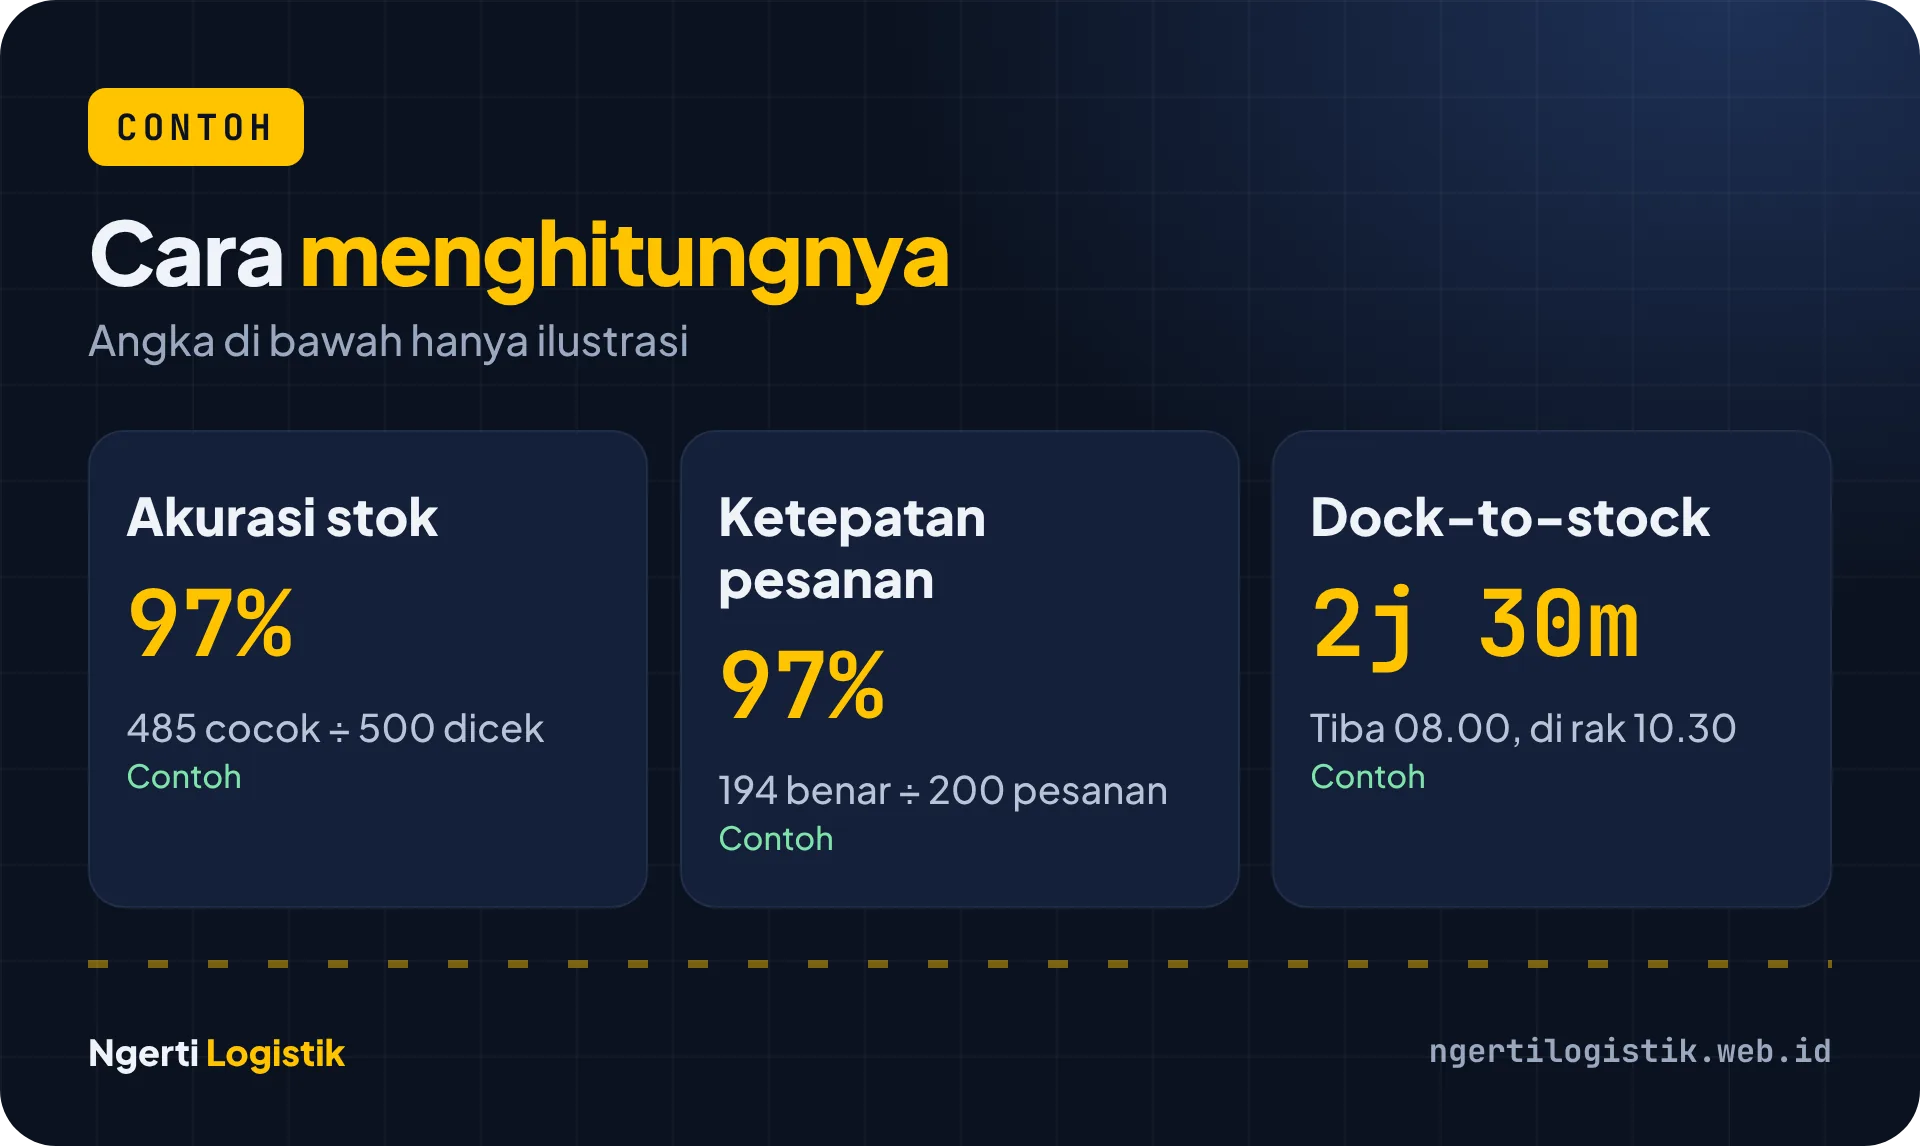 CONTOH
Cara menghitungnya
Angka di bawah hanya ilustrasi
Akurasi stok
97%
485 cocok ÷ 500 dicek
Contoh
Ketepatan
pesanan
97%
194 benar ÷ 200 pesanan
Contoh
Dock-to-stock
2j 30m
Tiba 08.00, di rak 10.30
Contoh
Ngerti Logistik
ngertilogistik.web.id